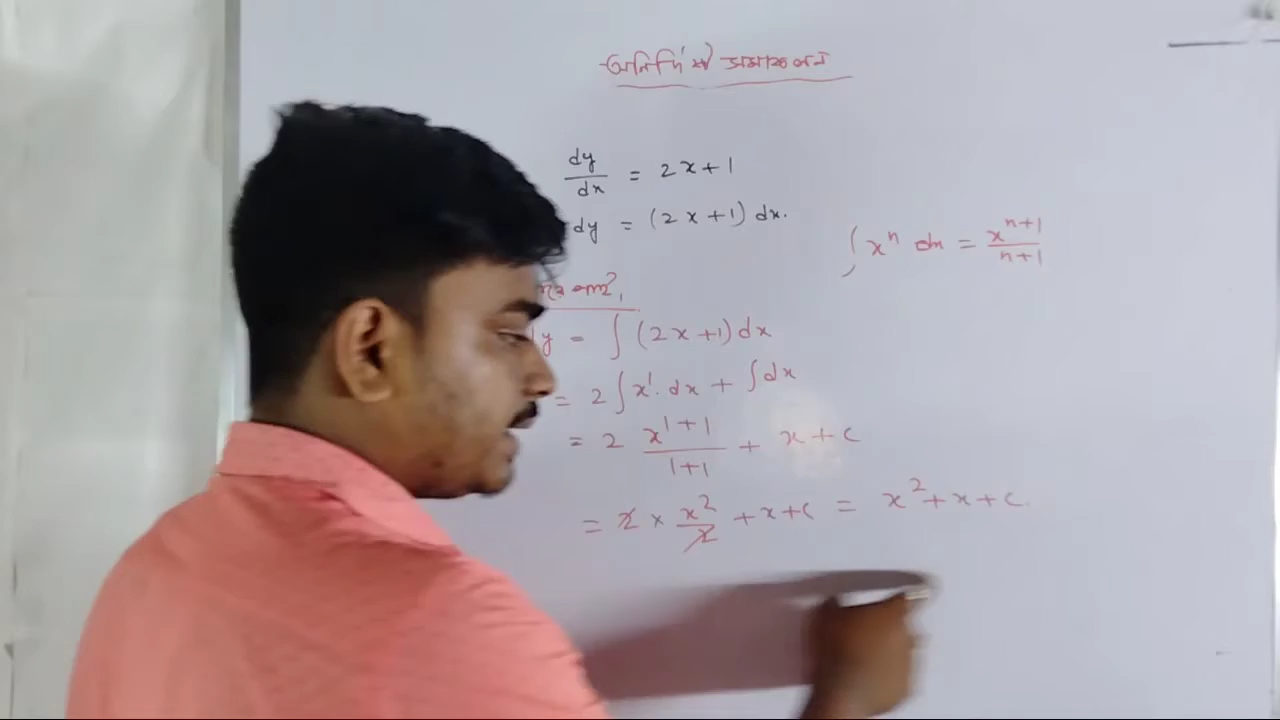 অনির্দিষ্ট সমাকলন
dy/dx = 2x+1
dy = (2x+1) dx.
∫ xⁿ dx = xⁿ⁺¹/n+1
y = ∫ (2x+1) dx
= 2 ∫ x¹. dx + ∫ dx
= 2 x¹⁺¹/1+1 + x+c
= 2 × x²/2 + x+c = x²+x+c.